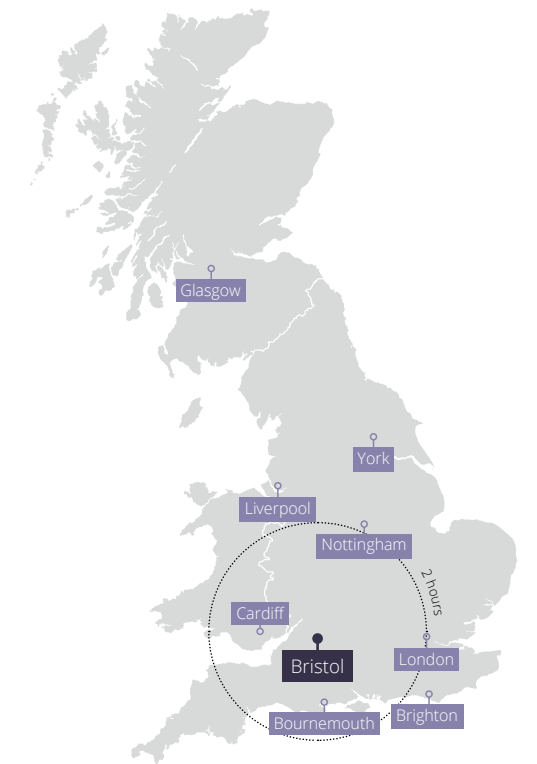 Glasgow
York
Liverpool
Nottingham
2 hours
Cardiff
London
Bristol
Brighton
Bournemouth